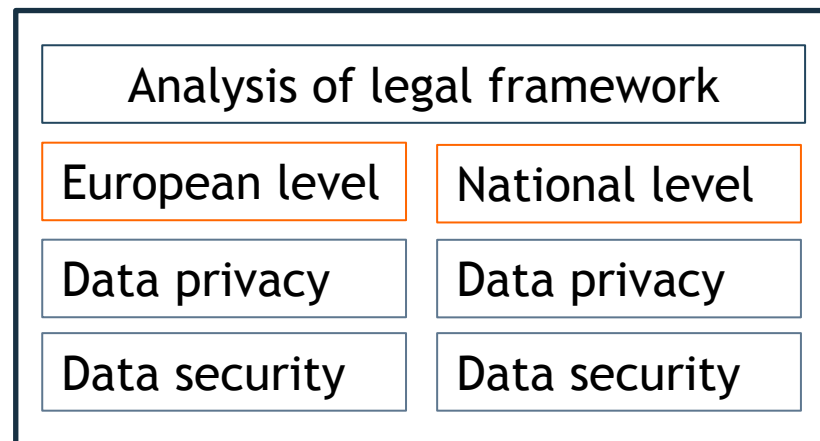 Analysis of legal framework
European level
National level
Data privacy
Data privacy
Data security
Data security